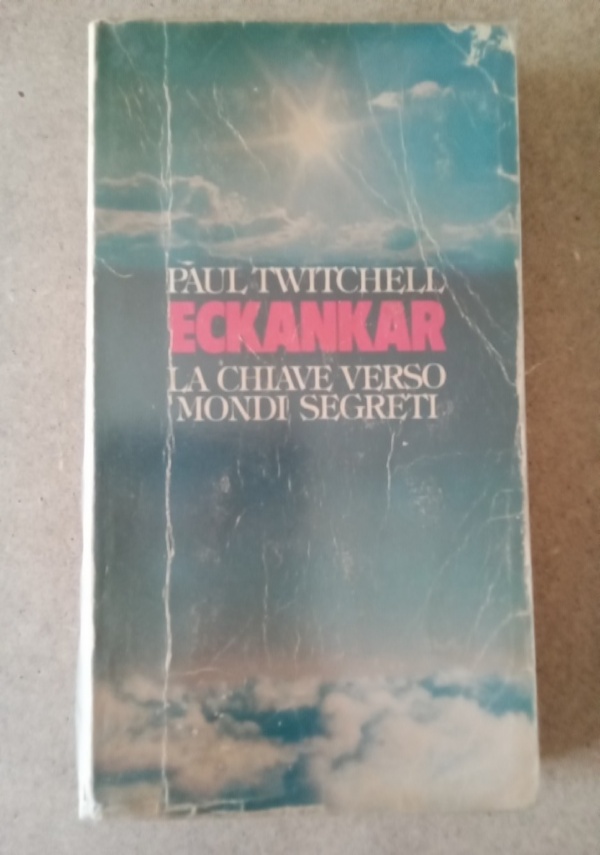 PAUL TWITCHELL
ECKANKAR
LA CHIAVE VERSO
MONDI SEGRETI